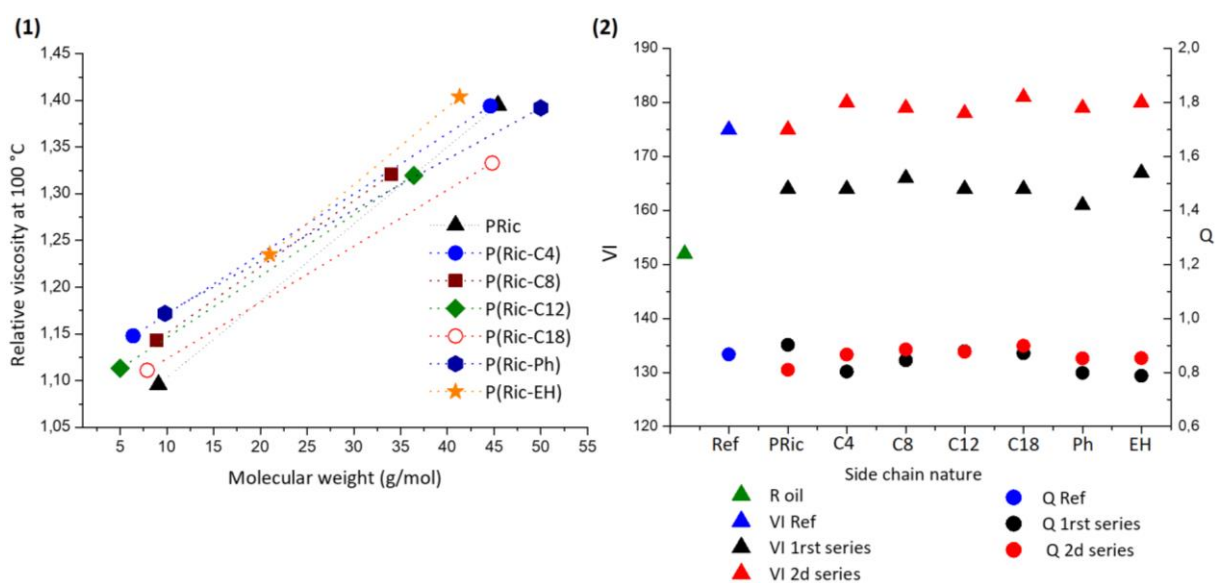 (1)
1,45
1,40
1,35
1,30
1,25
1,20
1,15
1,10
1,05
Relative viscosity at 100 °C
5 10 15 20 25 30 35 40 45 50 55
Molecular weight (g/mol)
PRic
P(Ric-C4)
P(Ric-C8)
P(Ric-C12)
P(Ric-C18)
P(Ric-Ph)
P(Ric-EH)
(2)
190
180
170
160
150
140
130
120
VI
2,0
1,8
1,6
1,4
1,2
1,0
0,8
0,6
Q
Ref PRic C4 C8 C12 C18 Ph EH
Side chain nature
R oil
VI Ref
VI 1rst series
VI 2d series
Q Ref
Q 1rst series
Q 2d series